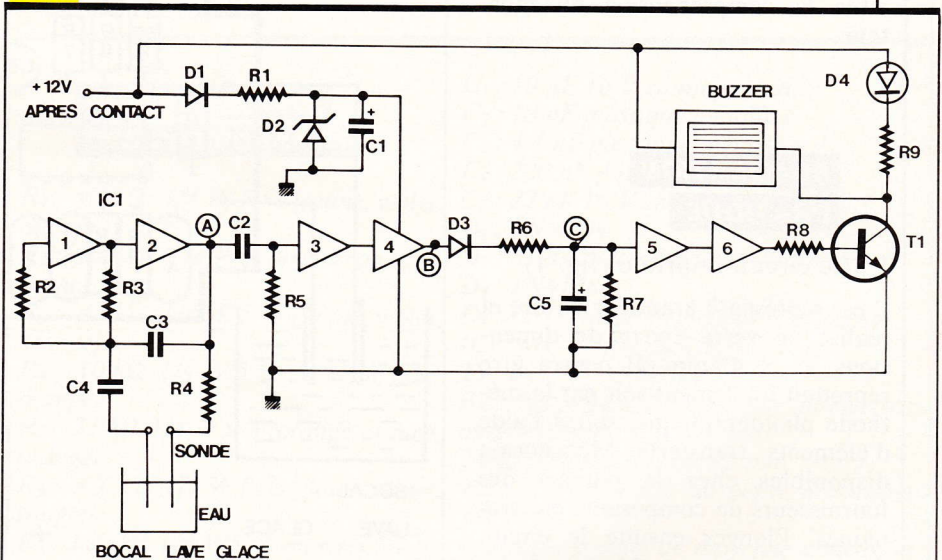 D4
BUZZER
+12V
APRES CONTACT
D1
R1
D2
+
C1
R9
IC1
A
C2
D3
R6
C
1
2
3
4
B
5
6
R8
T1
R2
R3
R5
C5
+
R7
C3
C4
R4
SONDE
EAU
BOCAL LAVE GLACE